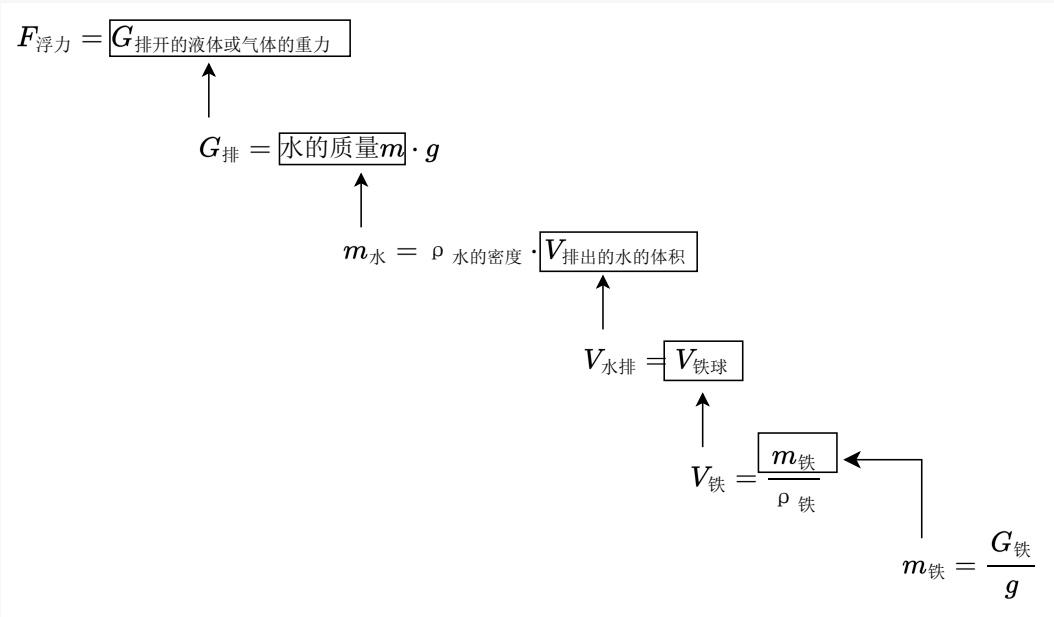 F浮力 = G排开的液体或气体的重力
G排 = 水的质量m · g
m水 = ρ 水的密度 · V排出的水的体积
V水排 = V铁球
V铁 = m铁 / ρ 铁
m铁 = G铁 / g